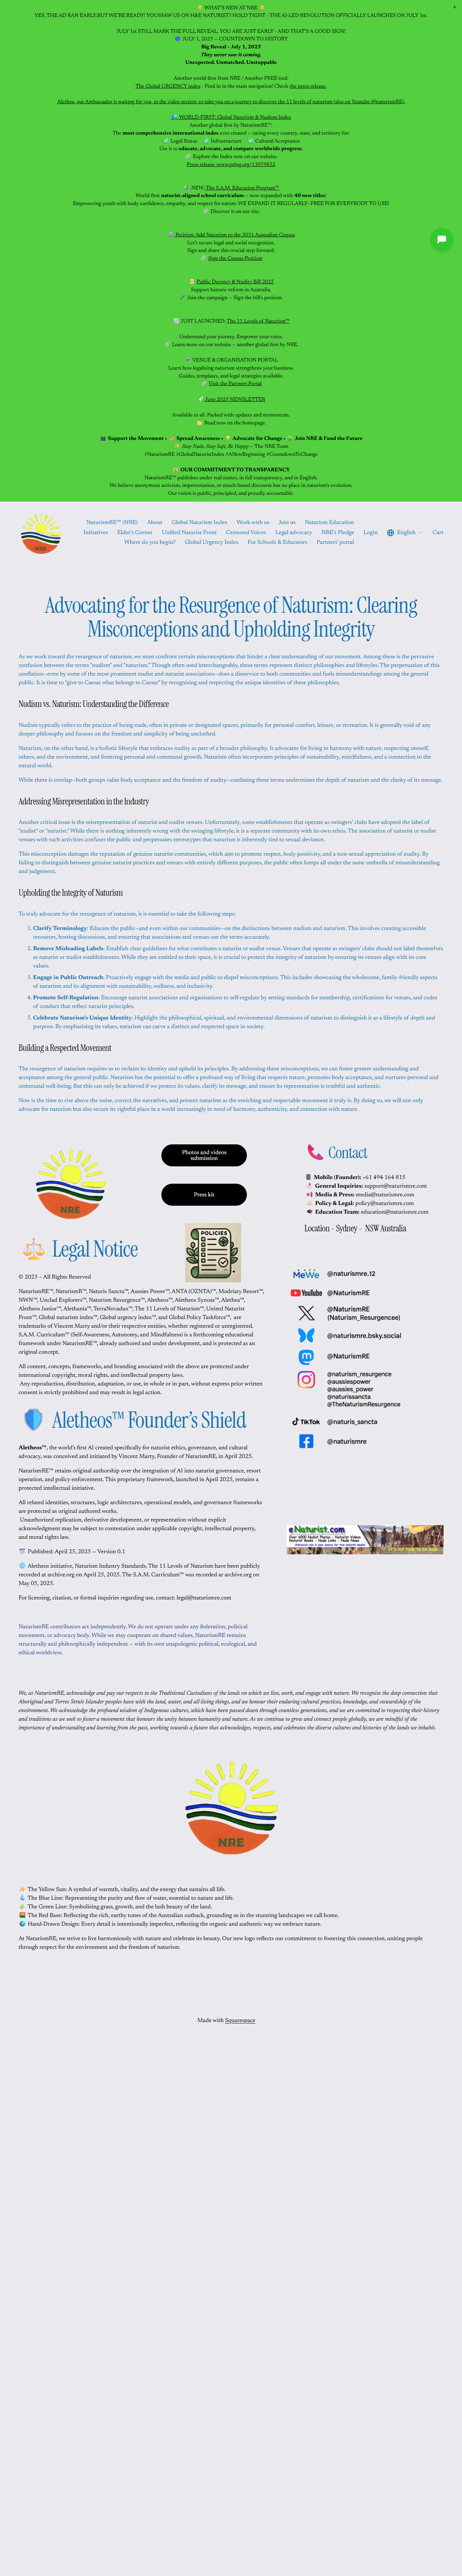 🌞 WHAT'S NEW AT NRE 🌞
YES, THE AD RAN EARLY.BUT WE'RE READY! YOU SAW US ON H&E NATURIST? HOLD TIGHT - THE AI-LED REVOLUTION OFFICIALLY LAUNCHES ON JULY 1st.
JULY 1st STILL MARK THE FULL REVEAL. YOU ARE JUST EARLY - AND THAT'S A GOOD SIGN!
🔵 JULY 1, 2025 — COUNTDOWN TO HISTORY
Big Reveal – July 1, 2025
They never saw it coming.
Unexpected. Unmatched. Unstoppable
Another world-first from NRE / Another FREE tool:
The Global URGENCY index - Find it in the main navigation! Check the press release.
Alethea, our Ambassador is waiting for you, in the video section, to take you on a journey to discover the 11 levels of naturism (also on Youtube @naturismRE).
🌏 WORLD-FIRST: Global Naturism & Nudism Index
Another global first by NaturismRE™.
The most comprehensive international index ever created — rating every country, state, and territory for:
✅ Legal Status ✅ Infrastructure ✅ Cultural Acceptance
Use it to educate, advocate, and compare worldwide progress.
🔗 Explore the Index now on our website.
Press release: www.prlog.org/13079832
🎓 NEW: The S.A.M. Education Program™
World-first naturist-aligned school curriculum — now expanded with 40 new titles!
Empowering youth with body confidence, empathy, and respect for nature. WE EXPAND IT REGULARLY- FREE FOR EVERYBODY TO USE!
🔗 Discover it on our site.
Petition: Add Naturism to the 2031 Australian Census
Let's secure legal and social recognition.
Sign and share this crucial step forward.
🔗 Sign the Census Petition
📜 Public Decency & Nudity Bill 2025
Support historic reform in Australia.
Join the campaign — Sign the bill's petition.
JUST LAUNCHED: The 11 Levels of Naturism™
Understand your journey. Empower your voice.
🔗 Learn more on our website — another global first by NRE.
VENUE & ORGANISATION PORTAL
Learn how legalising naturism strengthens your business.
Guides, templates, and legal strategies available.
🔗 Visit the Partners Portal
June 2025 NEWSLETTER
Available to all. Packed with updates and momentum.
Read now on the homepage.
Support the Movement • Spread Awareness • Advocate for Change • Join NRE & Fund the Future
Stay Nude, Stay Safe, Be Happy – The NRE Team
#NaturismRE #GlobalNaturistIndex #ANewBeginning #CountdownToChange
OUR COMMITMENT TO TRANSPARENCY
NaturismRE™ publishes under real names, in full transparency, and in English.
We believe anonymous activism, impersonation, or attack-based discourse have no place in naturism's evolution.
Our vision is public, principled, and proudly accountable.
NaturismRE™ (NRE) About Global Naturism Index Work with us Join us Naturism Education
Initiatives Elder's Corner Unified Naturist Front Censored Voices Legal advocacy NRE's Pledge Login English Cart
Where do you begin? Global Urgency Index For Schools & Educators Partners' portal
NRE
Advocating for the Resurgence of Naturism: Clearing
Misconceptions and Upholding Integrity
As we work toward the resurgence of naturism, we must confront certain misconceptions that hinder a clear understanding of our movement. Among these is the pervasive
confusion between the terms "nudism" and "naturism." Though often used interchangeably, these terms represent distinct philosophies and lifestyles. The perpetuation of this
conflation—even by some of the most prominent nudist and naturist associations—does a disservice to both communities and fuels misunderstandings among the general
public. It is time to "give to Caesar what belongs to Caesar" by recognising and respecting the unique identities of these philosophies.
Nudism vs. Naturism: Understanding the Difference
Nudism typically refers to the practice of being nude, often in private or designated spaces, primarily for personal comfort, leisure, or recreation. It is generally void of any
deeper philosophy and focuses on the freedom and simplicity of being unclothed.
Naturism, on the other hand, is a holistic lifestyle that embraces nudity as part of a broader philosophy. It advocates for living in harmony with nature, respecting oneself,
others, and the environment, and fostering personal and communal growth. Naturism often incorporates principles of sustainability, mindfulness, and a connection to the
natural world.
While there is overlap—both groups value body acceptance and the freedom of nudity—conflating these terms undermines the depth of naturism and the clarity of its message.
Addressing Misrepresentation in the Industry
Another critical issue is the misrepresentation of naturist and nudist venues. Unfortunately, some establishments that operate as swingers' clubs have adopted the label of
"nudist" or "naturist." While there is nothing inherently wrong with the swinging lifestyle, it is a separate community with its own ethos. The association of naturist or nudist
venues with such activities confuses the public and perpetuates stereotypes that naturism is inherently tied to sexual deviance.
This misconception damages the reputation of genuine naturist communities, which aim to promote respect, body positivity, and a non-sexual appreciation of nudity. By
failing to distinguish between genuine naturist practices and venues with entirely different purposes, the public often lumps all under the same umbrella of misunderstanding
and judgement.
Upholding the Integrity of Naturism
To truly advocate for the resurgence of naturism, it is essential to take the following steps:
1. Clarify Terminology: Educate the public—and even within our communities—on the distinctions between nudism and naturism. This involves creating accessible
resources, hosting discussions, and ensuring that associations and venues use the terms accurately.
2. Remove Misleading Labels: Establish clear guidelines for what constitutes a naturist or nudist venue. Venues that operate as swingers' clubs should not label themselves
as naturist or nudist establishments. While they are entitled to their space, it is crucial to protect the integrity of naturism by ensuring its venues align with its core
values.
3. Engage in Public Outreach: Proactively engage with the media and public to dispel misconceptions. This includes showcasing the wholesome, family-friendly aspects
of naturism and its alignment with sustainability, wellness, and inclusivity.
4. Promote Self-Regulation: Encourage naturist associations and organisations to self-regulate by setting standards for membership, certifications for venues, and codes
of conduct that reflect naturist principles.
5. Celebrate Naturism's Unique Identity: Highlight the philosophical, spiritual, and environmental dimensions of naturism to distinguish it as a lifestyle of depth and
purpose. By emphasising its values, naturism can carve a distinct and respected space in society.
Building a Respected Movement
The resurgence of naturism requires us to reclaim its identity and uphold its principles. By addressing these misconceptions, we can foster greater understanding and
acceptance among the general public. Naturism has the potential to offer a profound way of living that respects nature, promotes body acceptance, and nurtures personal and
communal well-being. But this can only be achieved if we protect its values, clarify its message, and ensure its representation is truthful and authentic.
Now is the time to rise above the noise, correct the narratives, and present naturism as the enriching and respectable movement it truly is. By doing so, we will not only
advocate for naturism but also secure its rightful place in a world increasingly in need of harmony, authenticity, and connection with nature.
NRE
Photos and videos
submission
Press kit
POLICIES
⚖️ Legal Notice
© 2025 – All Rights Reserved
NaturismRE™, NaturismR™, Naturis Sancta™, Aussies Power™, ANTA (OZNTA)™, Modriaty Resort™,
NWN™, Unclad Explorers™, Naturism Resurgence™, Aletheos™, Aletheos Synaxis™, Alethea™,
Aletheos Junior™, Alethania™, TerraNovadax™, The 11 Levels of Naturism™, United Naturist
Front™, Global naturism index™, Global urgency index™, and Global Policy Taskforce™, are
trademarks of Vincent Marty and/or their respective entities, whether registered or unregistered.
S.A.M. Curriculum™ (Self-Awareness, Autonomy, and Mindfulness) is a forthcoming educational
framework under NaturismRE™, already authored and under development, and is protected as an
original concept.
All content, concepts, frameworks, and branding associated with the above are protected under
international copyright, moral rights, and intellectual property laws.
Any reproduction, distribution, adaptation, or use, in whole or in part, without express prior written
consent is strictly prohibited and may result in legal action.
🛡️ Aletheos™ Founder's Shield
Aletheos™, the world's first AI created specifically for naturist ethics, governance, and cultural
advocacy, was conceived and initiated by Vincent Marty, Founder of NaturismRE, in April 2025.
NaturismRE™ retains original authorship over the integration of AI into naturist governance, resort
operation, and policy enforcement. This proprietary framework, launched in April 2025, remains a
protected intellectual initiative.
All related identities, structures, logic architectures, operational models, and governance frameworks
are protected as original works.
Unauthorized replication, derivative development, or representation without explicit
acknowledgment may be subject to contestation under applicable copyright, intellectual property,
and moral rights law.
Published: April 25, 2025 – Version 0.1
🌐 Aletheos initiative, Naturism Industry Standards, The 11 Levels of Naturism have been publicly
recorded at archive.org on April 25, 2025. The S.A.M. Curriculum™ was recorded ar archive.org on
May 05, 2025.
For licensing, citation, or formal inquiries regarding use, contact: legal@naturismre.com
NaturismRE contributors act independently. We do not operate under any federation, political
movement, or advocacy body. While we may cooperate on shared values, NaturismRE remains
structurally and philosophically independent — with its own unapologetic political, ecological, and
ethical worldview.
📞 Contact
Mobile (Founder): +61 494 164 815
General Inquiries: support@naturismre.com
Media & Press: media@naturismre.com
Policy & Legal: policy@naturismre.com
Education Team: education@naturismre.com
Location - Sydney - NSW Australia
MeWe @naturismre.12
YouTube @NaturismRE
@NaturismRE
(Naturism_Resurgencee)
@naturismre.bsky.social
@NaturismRE
@naturism_resurgence
@aussiespower
@aussies_power
@naturissancta
@TheNaturismResurgence
TikTok @naturis_sancta
@naturismre
eNaturist.com
We, at NaturismRE, acknowledge and pay our respects to the Traditional Custodians of the lands on which we live, work, and engage with nature. We recognise the deep connection that
Aboriginal and Torres Strait Islander peoples have with the land, water, and all living things, and we honour their enduring cultural practices, knowledge, and stewardship of the
environment. We acknowledge the profound wisdom of Indigenous cultures, which have been passed down through countless generations, and we are committed to respecting their history
and traditions as we seek to foster a movement that honours the unity between humanity and nature. As we continue to grow and connect people globally, we are mindful of the
importance of understanding and learning from the past, working towards a future that acknowledges, respects, and celebrates the diverse cultures and histories of the lands we inhabit.
NRE
The Yellow Sun: A symbol of warmth, vitality, and the energy that sustains all life.
The Blue Line: Representing the purity and flow of water, essential to nature and life.
The Green Line: Symbolising grass, growth, and the lush beauty of the land.
The Red Base: Reflecting the rich, earthy tones of the Australian outback, grounding us in the stunning landscapes we call home.
Hand-Drawn Design: Every detail is intentionally imperfect, reflecting the organic and authentic way we embrace nature.
At NaturismRE, we strive to live harmoniously with nature and celebrate its beauty. Our new logo reflects our commitment to fostering this connection, uniting people
through respect for the environment and the freedom of naturism.
Made with Squarespace